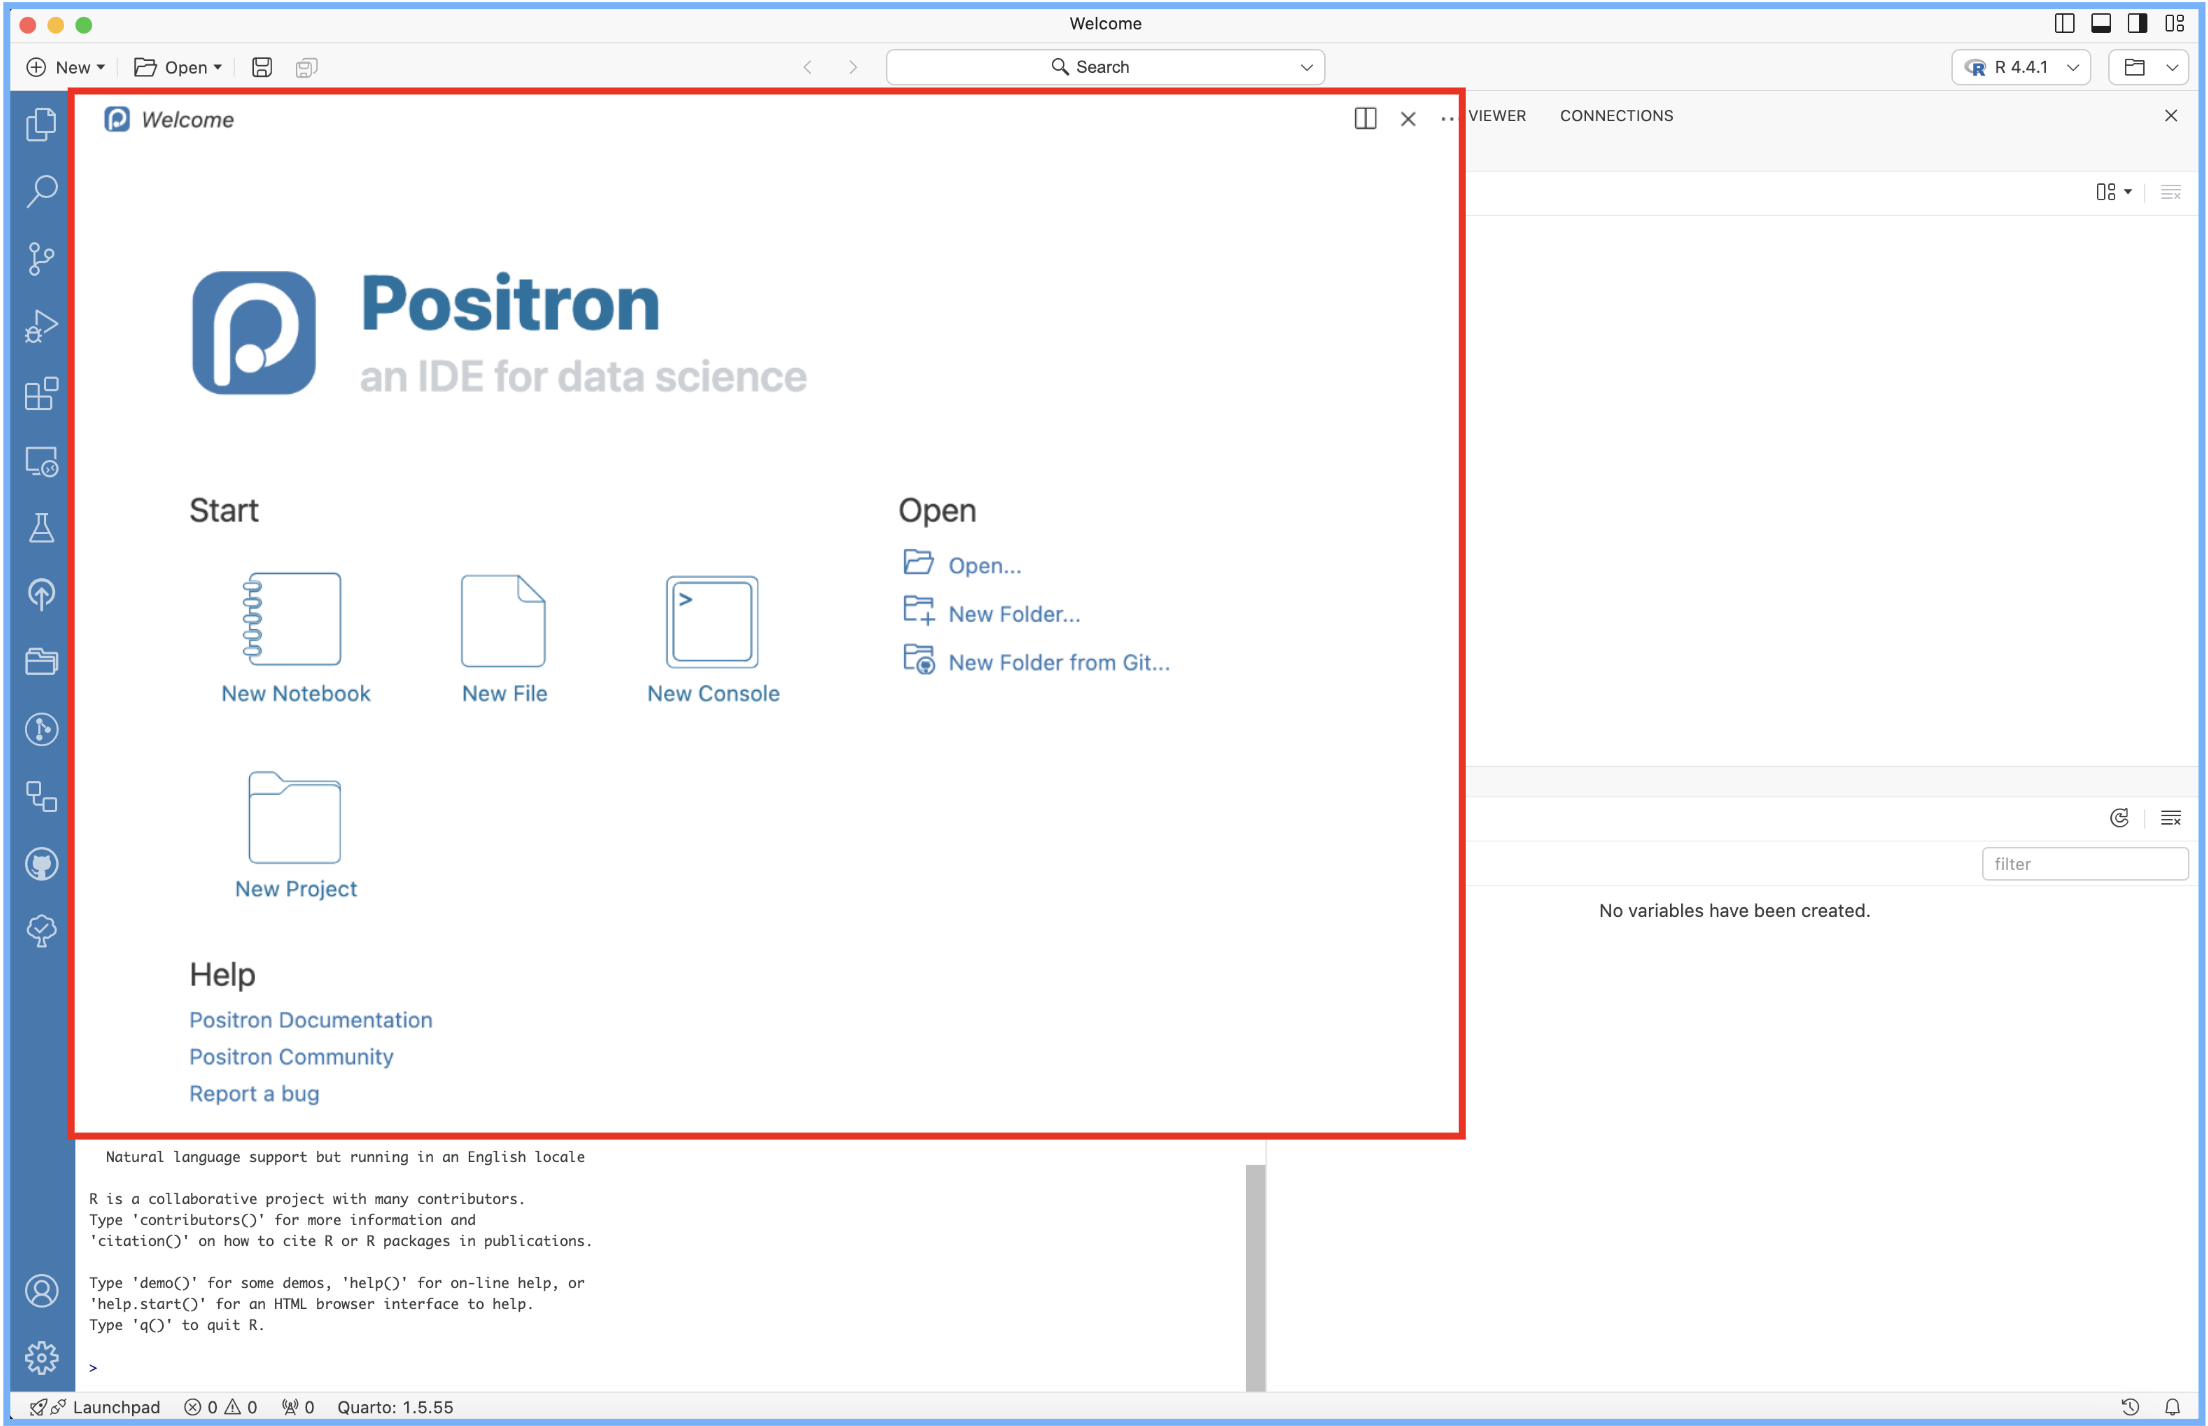 Welcome
New
Open
Search
R 4.4.1
Welcome
VIEWER
CONNECTIONS
Positron
an IDE for data science
Start
New Notebook
New File
New Console
New Project
Open
Open...
New Folder...
New Folder from Git...
Help
Positron Documentation
Positron Community
Report a bug
filter
No variables have been created.
Natural language support but running in an English locale
R is a collaborative project with many contributors.
Type 'contributors()' for more information and
'citation()' on how to cite R or R packages in publications.
Type 'demo()' for some demos, 'help()' for on-line help, or
'help.start()' for an HTML browser interface to help.
Type 'q()' to quit R.
>
Launchpad 0 0 0 Quarto: 1.5.55